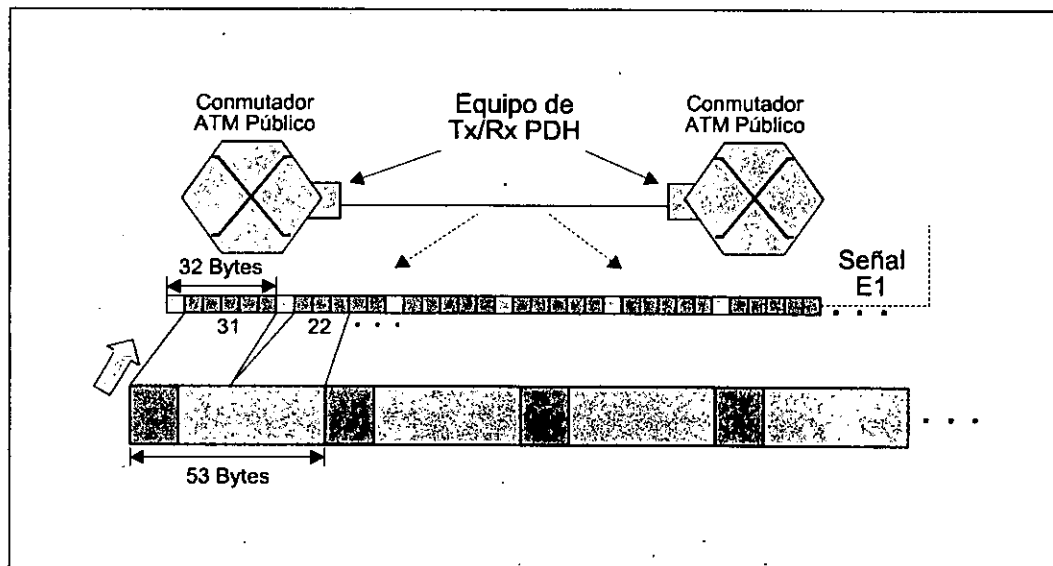 Conmutador
ATM Público
Equipo de
Tx/Rx PDH
Conmutador
ATM Público
32 Bytes
Señal
E1
31
22
. . .
. . .
. . .
53 Bytes